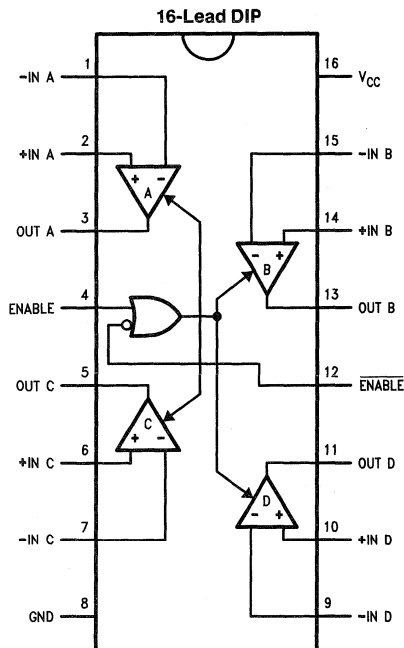 16-Lead DIP
−IN A 1
+IN A 2
OUT A 3
ENABLE 4
OUT C 5
+IN C 6
−IN C 7
GND 8
16 VCC
15 −IN B
14 +IN B
13 OUT B
12 ENABLE
11 OUT D
10 +IN D
9 −IN D
+ − A
− + B
C + −
D − +